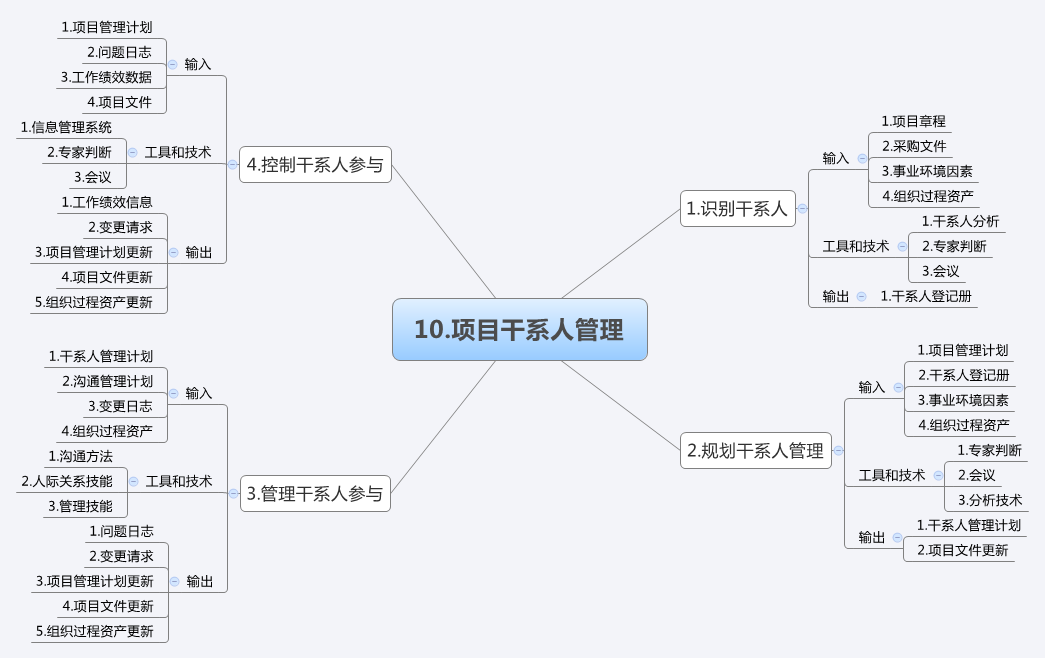 10.项目干系人管理
1.识别干系人
输入
1.项目章程
2.采购文件
3.事业环境因素
4.组织过程资产
工具和技术
1.干系人分析
2.专家判断
3.会议
输出
1.干系人登记册
2.规划干系人管理
输入
1.项目管理计划
2.干系人登记册
3.事业环境因素
4.组织过程资产
工具和技术
1.专家判断
2.会议
3.分析技术
输出
1.干系人管理计划
2.项目文件更新
3.管理干系人参与
输入
1.干系人管理计划
2.沟通管理计划
3.变更日志
4.组织过程资产
工具和技术
1.沟通方法
2.人际关系技能
3.管理技能
输出
1.问题日志
2.变更请求
3.项目管理计划更新
4.项目文件更新
5.组织过程资产更新
4.控制干系人参与
输入
1.项目管理计划
2.问题日志
3.工作绩效数据
4.项目文件
工具和技术
1.信息管理系统
2.专家判断
3.会议
输出
1.工作绩效信息
2.变更请求
3.项目管理计划更新
4.项目文件更新
5.组织过程资产更新